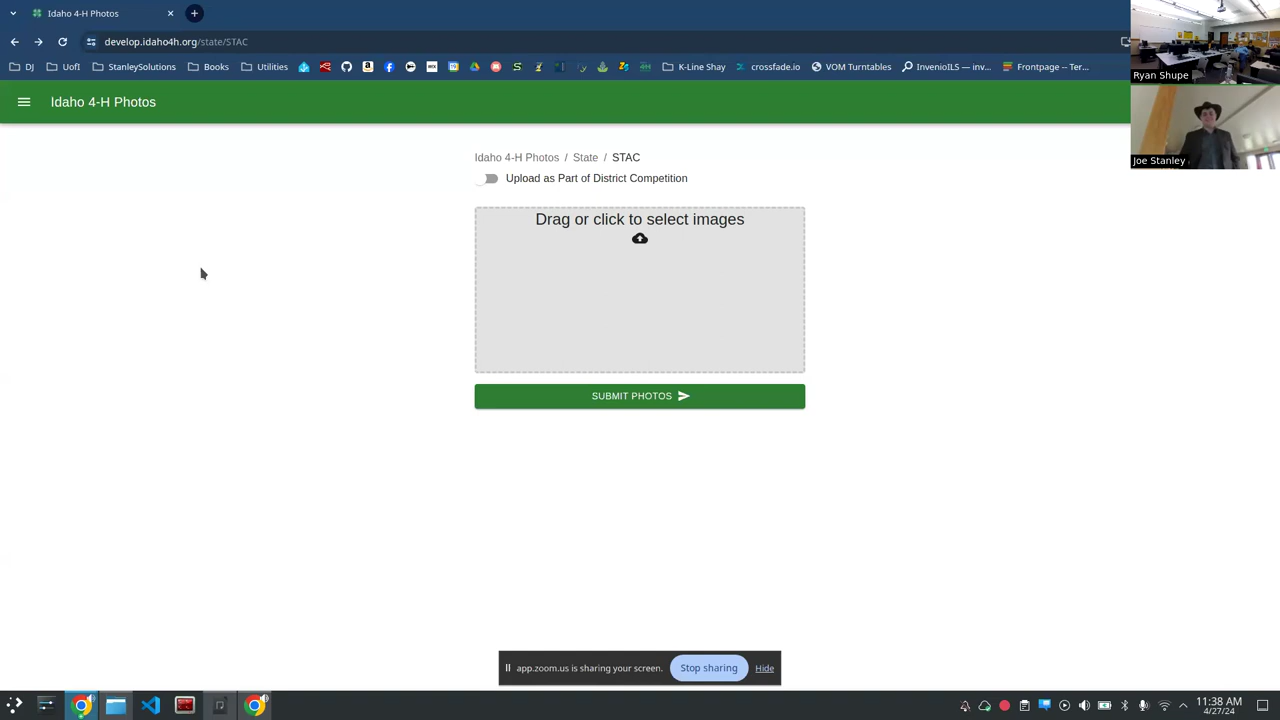 Idaho 4-H Photos
develop.idaho4h.org/state/STAC
DJ UofI StanleySolutions Books Utilities K-Line Shay crossfade.io VOM Turntables InvenioILS — inv... Frontpage -- Ter...
Idaho 4-H Photos
Ryan Shupe
Joe Stanley
Idaho 4-H Photos / State / STAC
Upload as Part of District Competition
Drag or click to select images
SUBMIT PHOTOS
app.zoom.us is sharing your screen. Stop sharing Hide
11:38 AM
4/27/24